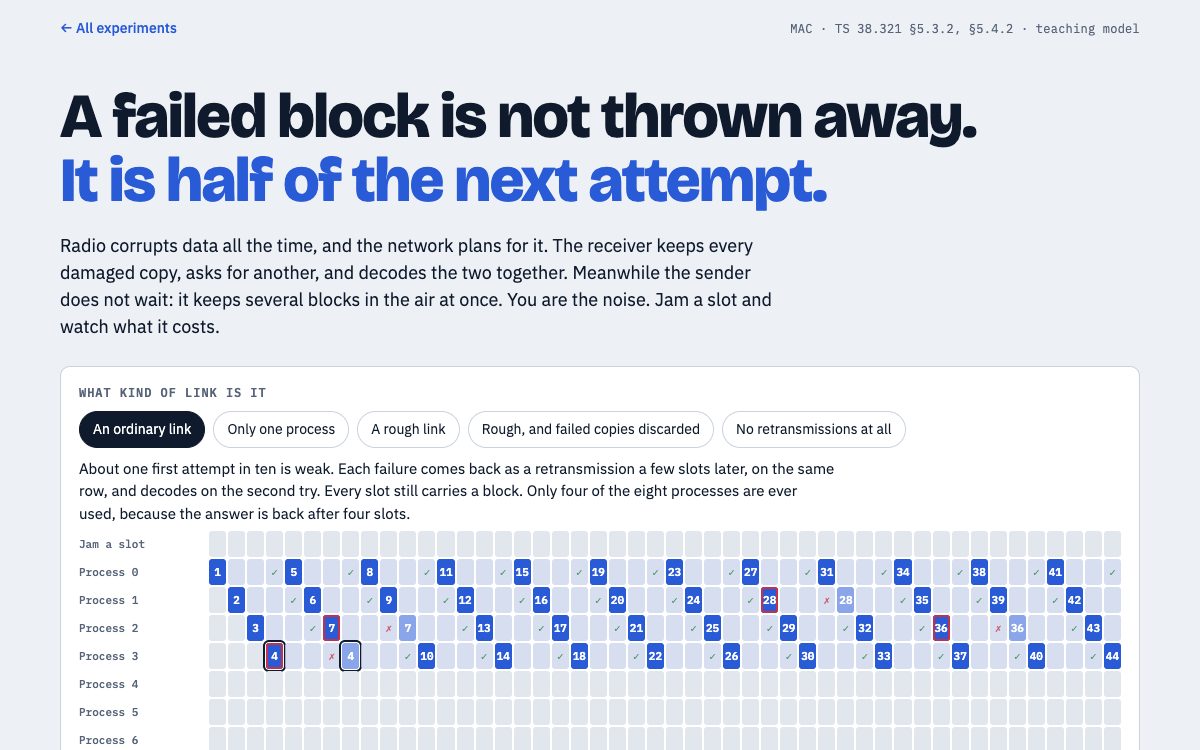 ← All experiments
MAC · TS 38.321 §5.3.2, §5.4.2 · teaching model
A failed block is not thrown away.
It is half of the next attempt.
Radio corrupts data all the time, and the network plans for it. The receiver keeps every
damaged copy, asks for another, and decodes the two together. Meanwhile the sender
does not wait: it keeps several blocks in the air at once. You are the noise. Jam a slot and
watch what it costs.
WHAT KIND OF LINK IS IT
An ordinary link Only one process A rough link Rough, and failed copies discarded No retransmissions at all
About one first attempt in ten is weak. Each failure comes back as a retransmission a few slots later, on the same
row, and decodes on the second try. Every slot still carries a block. Only four of the eight processes are ever
used, because the answer is back after four slots.
Jam a slot
Process 0 1 ✓ 5 ✓ 8 ✓ 11 ✓ 15 ✓ 19 ✓ 23 ✓ 27 ✓ 31 ✓ 34 ✓ 38 ✓ 41 ✓
Process 1 2 ✓ 6 ✓ 9 ✓ 12 ✓ 16 ✓ 20 ✓ 24 ✓ 28 ✗ 28 ✓ 35 ✓ 39 ✓ 42
Process 2 3 ✓ 7 ✗ 7 ✓ 13 ✓ 17 ✓ 21 ✓ 25 ✓ 29 ✓ 32 ✓ 36 ✗ 36 ✓ 43
Process 3 4 ✗ 4 ✓ 10 ✓ 14 ✓ 18 ✓ 22 ✓ 26 ✓ 30 ✓ 33 ✓ 37 ✓ 40 ✓ 44
Process 4
Process 5
Process 6